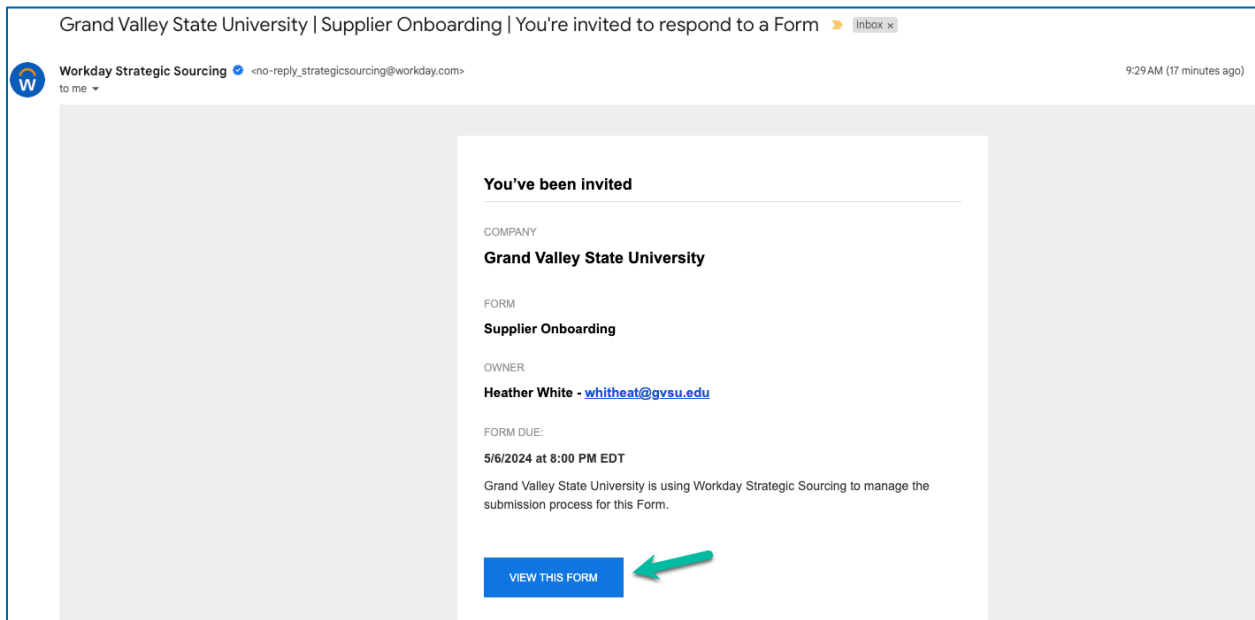 Grand Valley State University | Supplier Onboarding | You're invited to respond to a Form Inbox x
W
Workday Strategic Sourcing <no-reply_strategicsourcing@workday.com> 9:29 AM (17 minutes ago)
to me
You've been invited
COMPANY
Grand Valley State University
FORM
Supplier Onboarding
OWNER
Heather White - whitheat@gvsu.edu
FORM DUE:
5/6/2024 at 8:00 PM EDT
Grand Valley State University is using Workday Strategic Sourcing to manage the
submission process for this Form.
VIEW THIS FORM